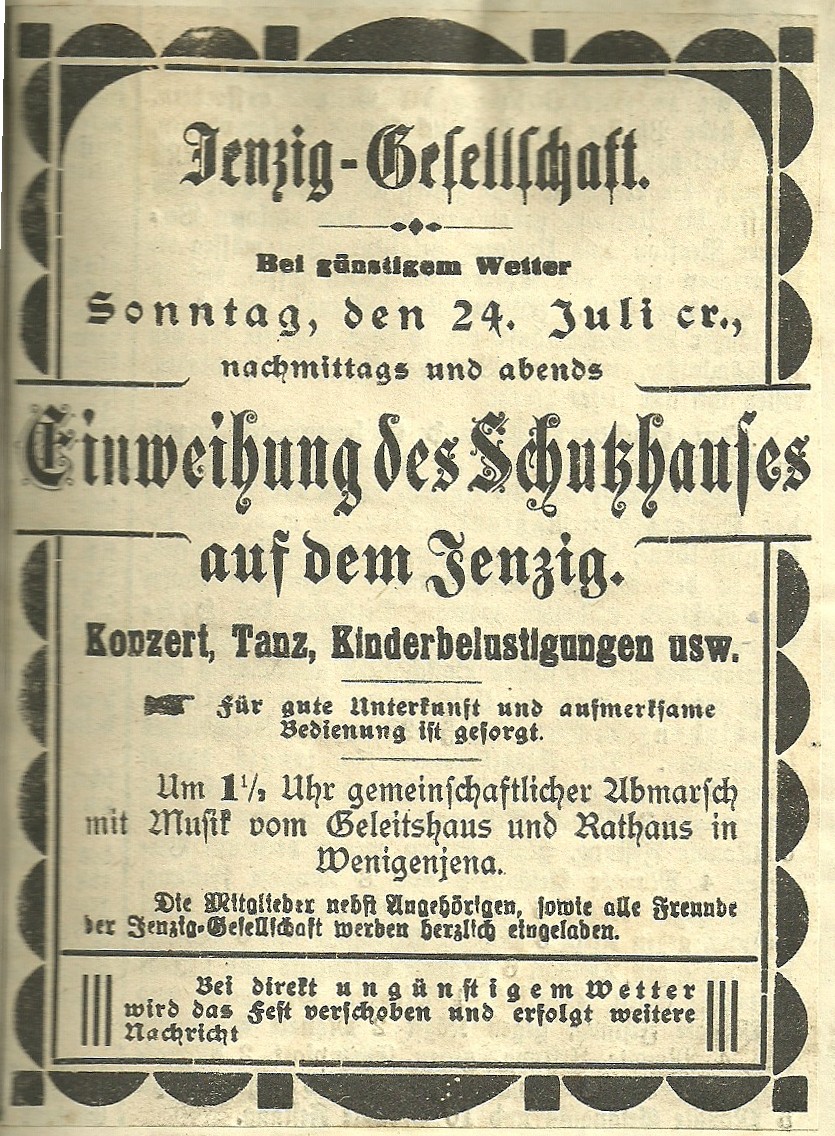 Jenzig-Gesellschaft.
Bei günstigem Wetter
Sonntag, den 24. Juli cr.,
nachmittags und abends
Einweihung des Schutzhauses
auf dem Jenzig.
Konzert, Tanz, Kinderbelustigungen usw.
☛ Für gute Unterkunft und aufmerksame
Bedienung ist gesorgt.
Um 1½ Uhr gemeinschaftlicher Abmarsch
mit Musik vom Geleitshaus und Rathaus in
Wenigenjena.
Die Mitglieder nebst Angehörigen, sowie alle Freunde
der Jenzig-Gesellschaft werden herzlich eingeladen.
Bei direkt ungünstigem Wetter
wird das Fest verschoben und erfolgt weitere
Nachricht